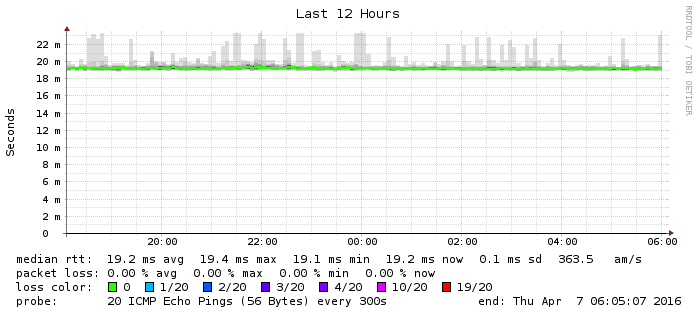 Last 12 Hours
RRDTOOL / TOBI OETIKER
Seconds
22 m
20 m
18 m
16 m
14 m
12 m
10 m
8 m
6 m
4 m
2 m
0
20:00 22:00 00:00 02:00 04:00 06:00
median rtt: 19.2 ms avg 19.4 ms max 19.1 ms min 19.2 ms now 0.1 ms sd 363.5 am/s
packet loss: 0.00 % avg 0.00 % max 0.00 % min 0.00 % now
loss color: 0 1/20 2/20 3/20 4/20 10/20 19/20
probe: 20 ICMP Echo Pings (56 Bytes) every 300s end: Thu Apr 7 06:05:07 2016